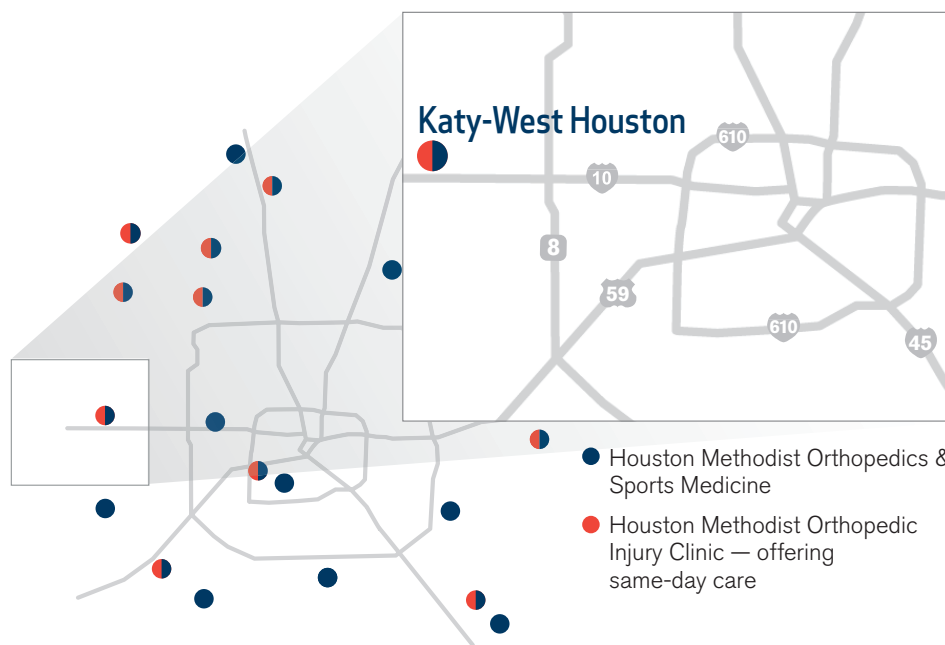 Katy-West Houston
610
10
8
59
610
45
Houston Methodist Orthopedics &
Sports Medicine
Houston Methodist Orthopedic
Injury Clinic — offering
same-day care